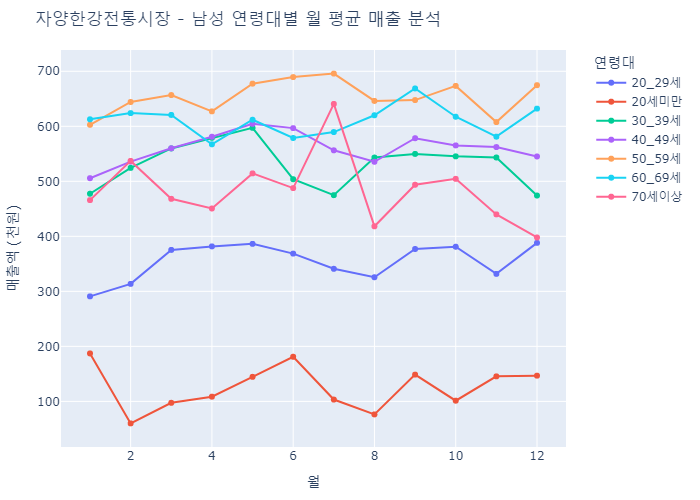 자양한강전통시장 - 남성 연령대별 월 평균 매출 분석
연령대
20_29세
20세미만
30_39세
40_49세
50_59세
60_69세
70세이상
매출액 (천원)
700
600
500
400
300
200
100
2
4
6
8
10
12
월